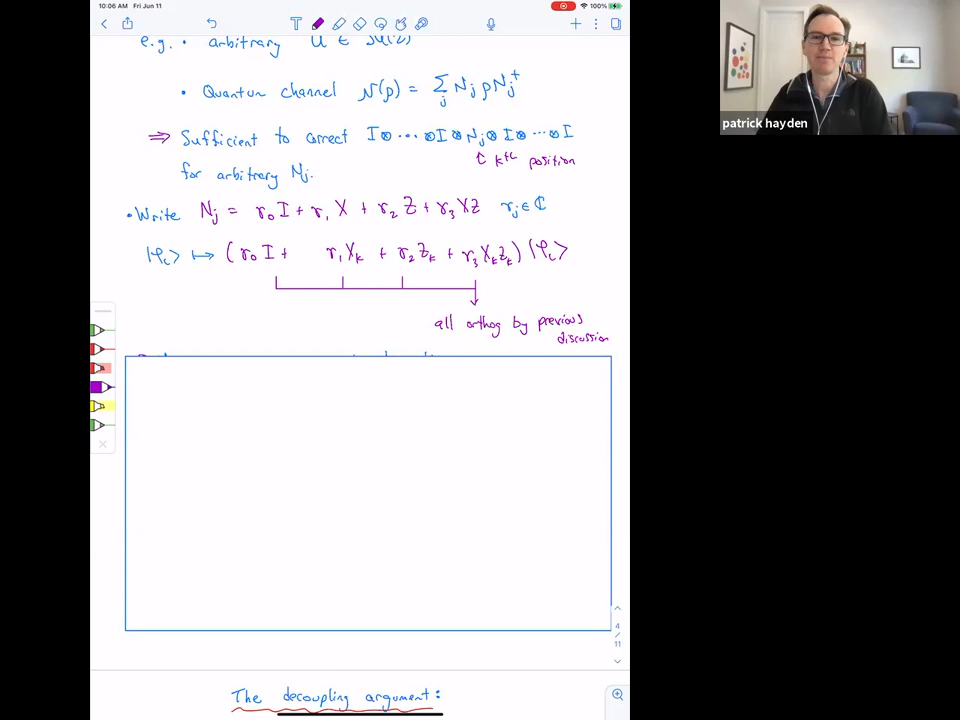 10:06 AM Fri Jun 11
100%
e.g. • arbitrary U ∈ SU(2)
• Quantum channel N(ρ) = Σ_j N_j ρ N_j^†
⇒ Sufficient to correct I⊗···⊗I⊗N_j⊗I⊗···⊗I
↑ k^th position
for arbitrary N_j.
• Write N_j = r_0 I + r_1 X + r_2 Z + r_3 XZ r_j ∈ ℂ
|φ_c⟩ ↦ (r_0 I + r_1 X_k + r_2 Z_k + r_3 X_k Z_k) |φ_c⟩
all orthog by previous
discussion
4
/
11
The decoupling argument:
patrick hayden